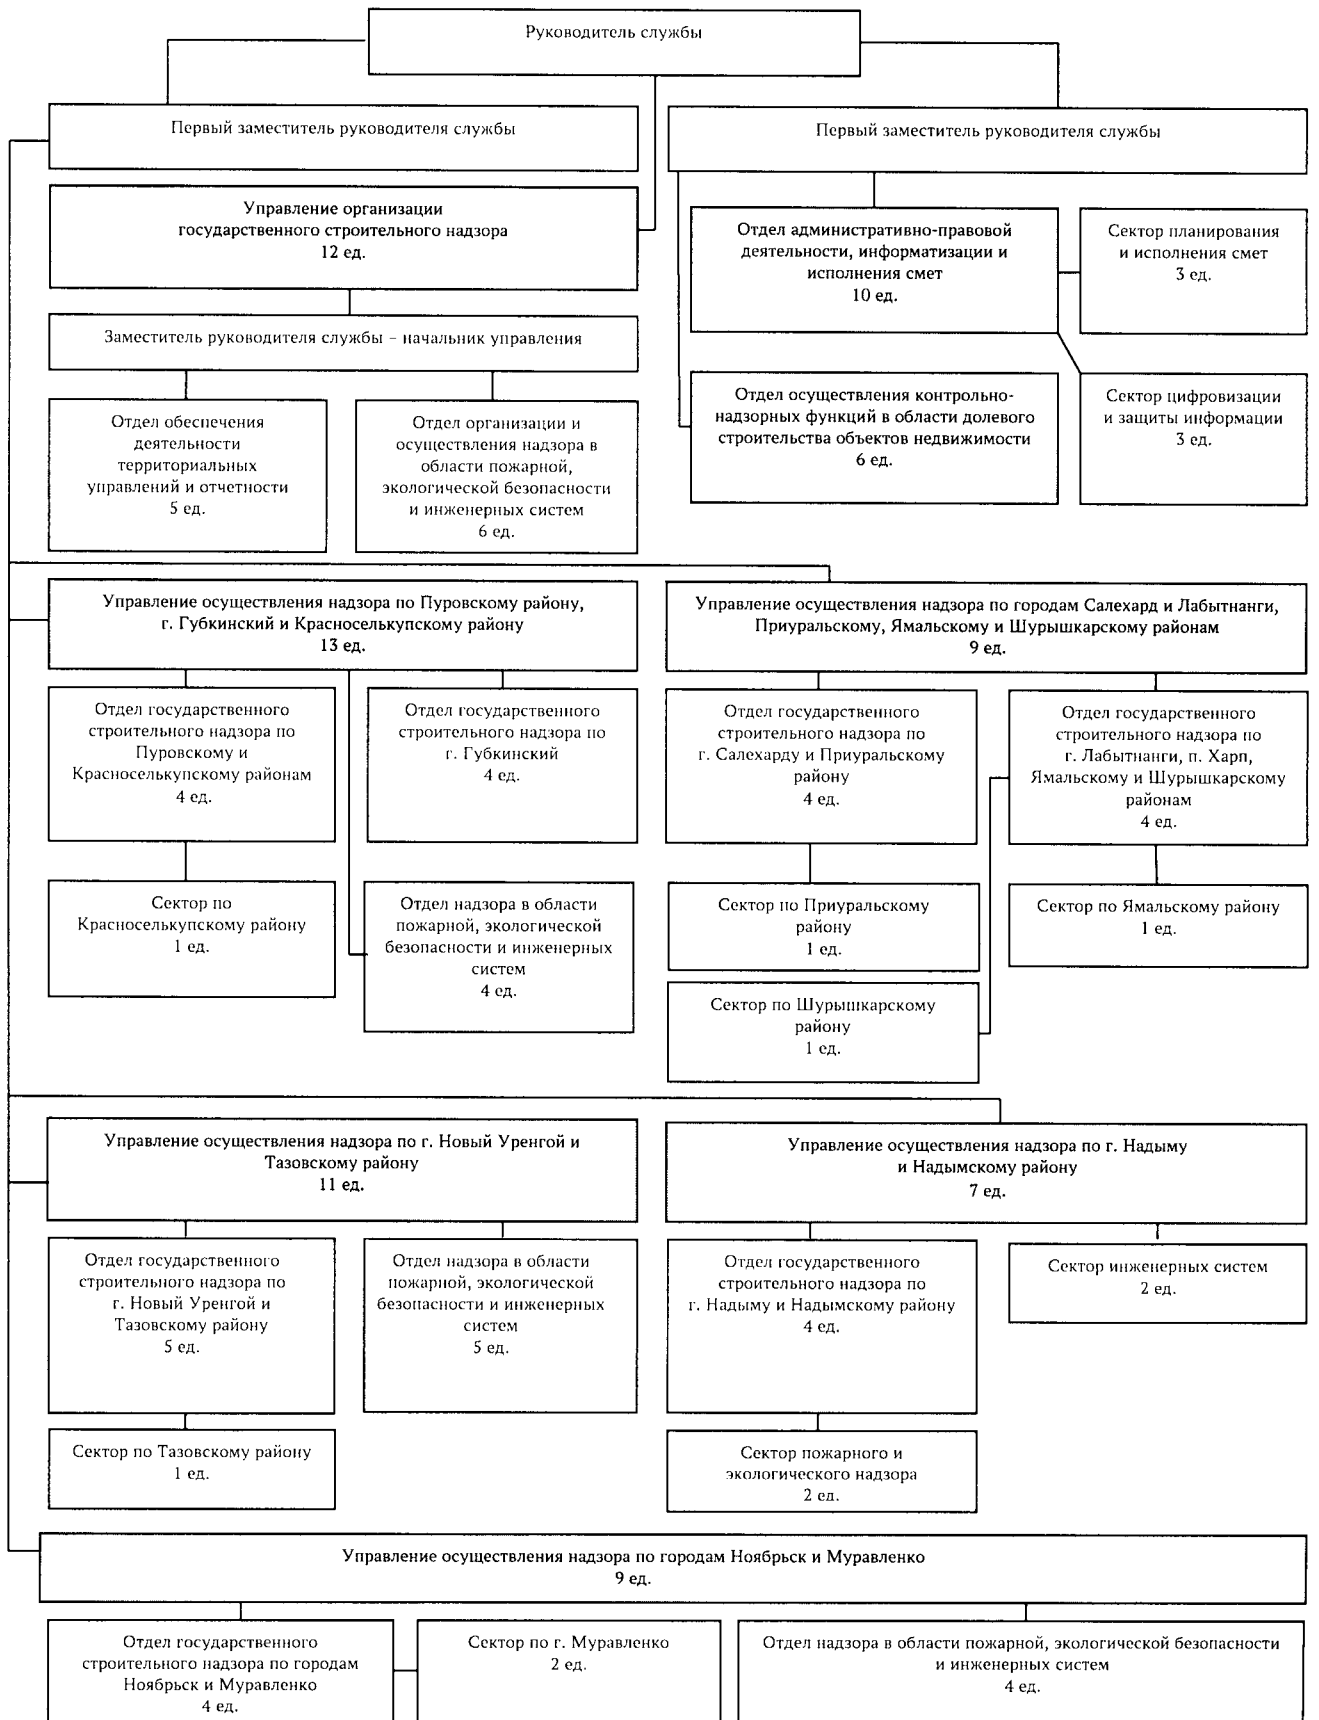 Руководитель службы
Первый заместитель руководителя службы
Первый заместитель руководителя службы
Управление организации
государственного строительного надзора
12 ед.
Отдел административно-правовой
деятельности, информатизации и
исполнения смет
10 ед.
Сектор планирования
и исполнения смет
3 ед.
Заместитель руководителя службы – начальник управления
Отдел осуществления контрольно-
надзорных функций в области долевого
строительства объектов недвижимости
6 ед.
Сектор цифровизации
и защиты информации
3 ед.
Отдел обеспечения
деятельности
территориальных
управлений и отчетности
5 ед.
Отдел организации и
осуществления надзора в
области пожарной,
экологической безопасности
и инженерных систем
6 ед.
Управление осуществления надзора по Пуровскому району,
г. Губкинский и Красноселькупскому району
13 ед.
Управление осуществления надзора по городам Салехард и Лабытнанги,
Приуральскому, Ямальскому и Шурышкарскому районам
9 ед.
Отдел государственного
строительного надзора по
Пуровскому и
Красноселькупскому районам
4 ед.
Отдел государственного
строительного надзора по
г. Губкинский
4 ед.
Отдел государственного
строительного надзора по
г. Салехарду и Приуральскому
району
4 ед.
Отдел государственного
строительного надзора по
г. Лабытнанги, п. Харп,
Ямальскому и Шурышкарскому
районам
4 ед.
Сектор по
Красноселькупскому району
1 ед.
Отдел надзора в области
пожарной, экологической
безопасности и инженерных
систем
4 ед.
Сектор по Приуральскому
району
1 ед.
Сектор по Ямальскому району
1 ед.
Сектор по Шурышкарскому
району
1 ед.
Управление осуществления надзора по г. Новый Уренгой и
Тазовскому району
11 ед.
Управление осуществления надзора по г. Надыму
и Надымскому району
7 ед.
Отдел государственного
строительного надзора по
г. Новый Уренгой и
Тазовскому району
5 ед.
Отдел надзора в области
пожарной, экологической
безопасности и инженерных
систем
5 ед.
Отдел государственного
строительного надзора по
г. Надыму и Надымскому району
4 ед.
Сектор инженерных систем
2 ед.
Сектор по Тазовскому району
1 ед.
Сектор пожарного и
экологического надзора
2 ед.
Управление осуществления надзора по городам Ноябрьск и Муравленко
9 ед.
Отдел государственного
строительного надзора по городам
Ноябрьск и Муравленко
4 ед.
Сектор по г. Муравленко
2 ед.
Отдел надзора в области пожарной, экологической безопасности
и инженерных систем
4 ед.